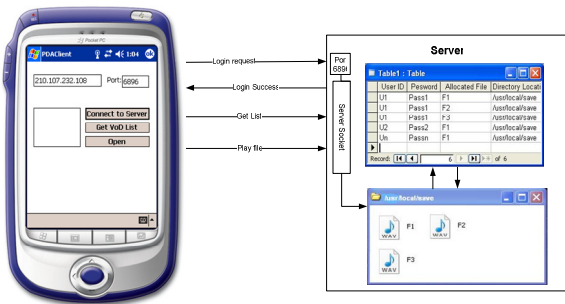 Pocket PC
PDAClient 1:04 ok
210.107.232.108 Port: 6896
Connect to Server
Get VoD List
Open
Login request
Login Success
Get List
Play file
Server
Por
6896
Server Socket
Table1 : Table
User ID Pesword Allocated File Directory Locati
U1 Pass1 F1 /usr/local/save
U1 Pass1 F2 /usr/local/save
U1 Pass1 F3 /usr/local/save
U2 Pass2 F1 /usr/local/save
Un Passn F1 /usr/local/save
Record: 6 of 6
/usr/local/save
WAV F1 WAV F2
WAV F3